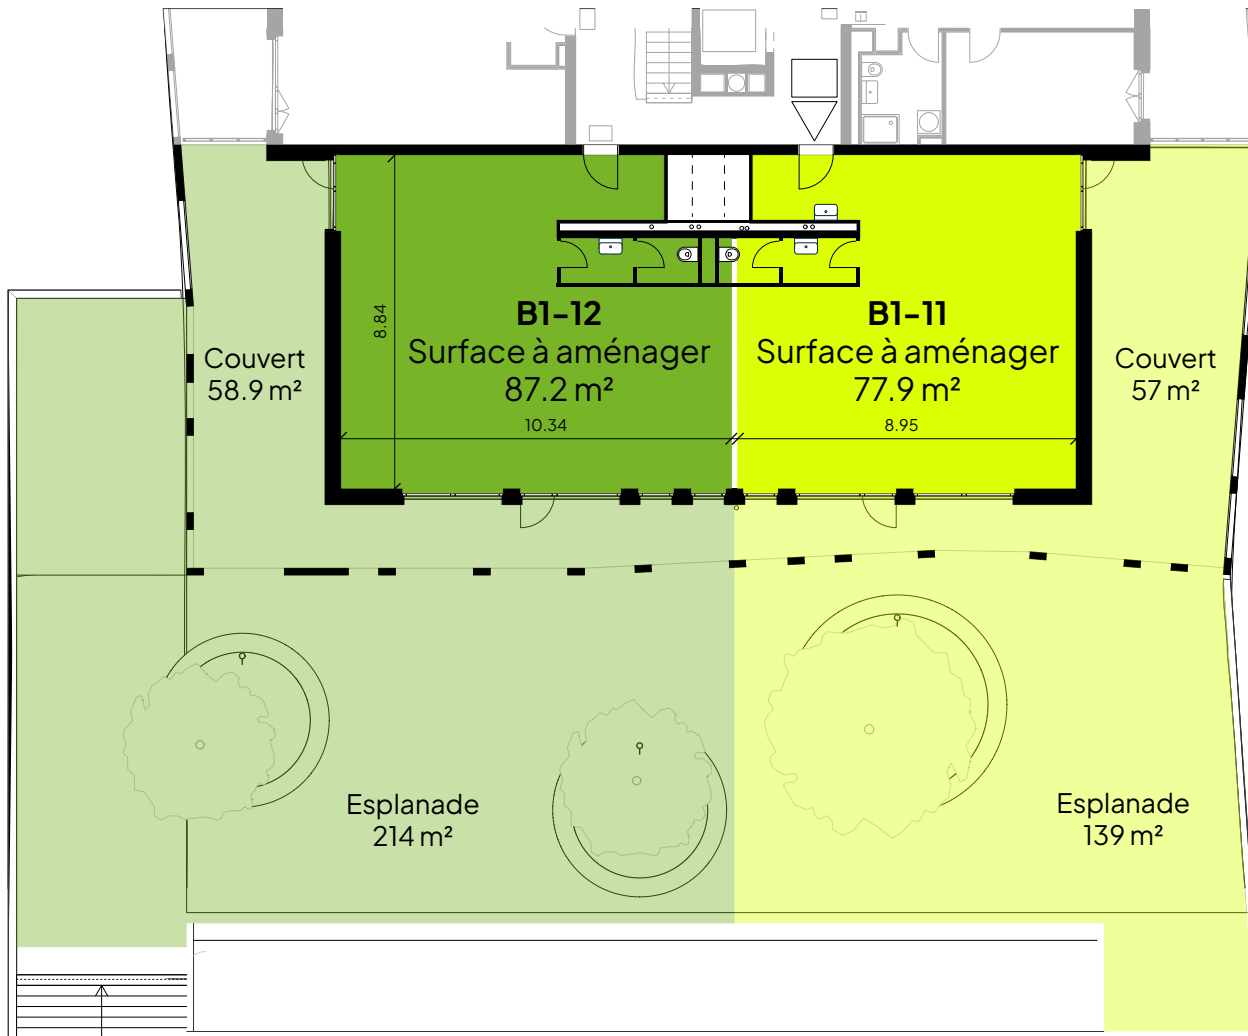 B1-12
Surface à aménager
87.2 m²
10.34
8.84
B1-11
Surface à aménager
77.9 m²
8.95
Couvert
58.9 m²
Couvert
57 m²
Esplanade
214 m²
Esplanade
139 m²